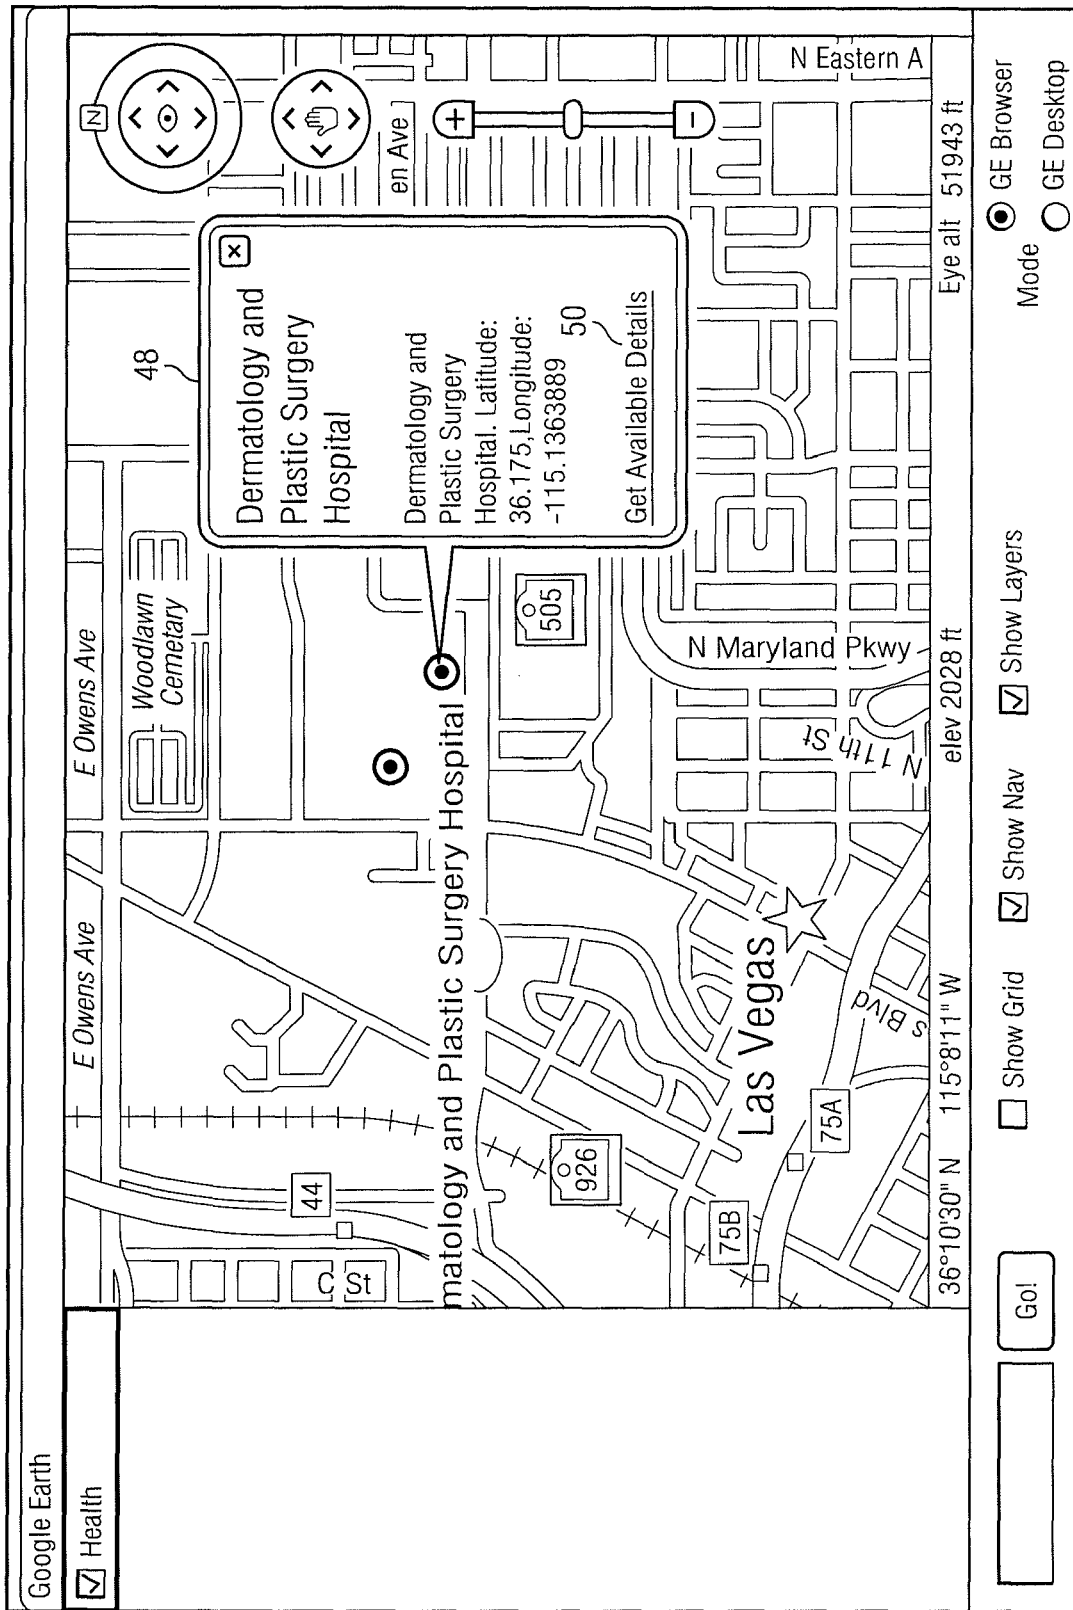 Google Earth
Health
E Owens Ave
E Owens Ave
Woodlawn
Cemetary
N
48
Dermatology and
Plastic Surgery
Hospital
Dermatology and
Plastic Surgery
Hospital. Latitude:
36.175,Longitude:
-115.1363889
50
Get Available Details
en Ave
N Eastern A
C St
44
matology and Plastic Surgery Hospital
505
926
75B
75A
Las Vegas
s Blvd
N 11th St
N Maryland Pkwy
36°10'30" N 115°8'11" W elev 2028 ft Eye alt 51943 ft
Go!
Show Grid
Show Nav
Show Layers
Mode
GE Browser
GE Desktop